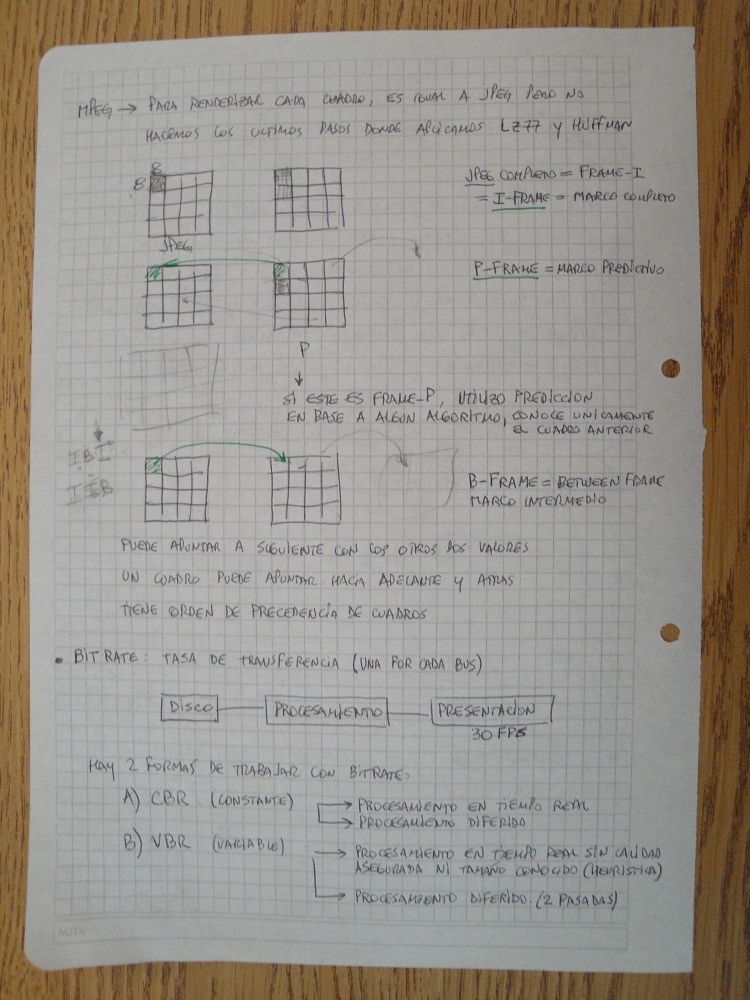 MPEG → PARA RENDERIZAR CADA CUADRO, ES IGUAL A JPEG PERO NO
HACEMOS LOS ULTIMOS PASOS DONDE APLICAMOS LZ77 Y HUFFMAN
8
8
JPEG
JPEG COMPLETO = FRAME-I
= I-FRAME = MARCO COMPLETO
P-FRAME = MARCO PREDICTIVO
P
SI ESTE ES FRAME-P, UTILIZO PREDICCION
EN BASE A ALGUN ALGORITMO, CONOCE UNICAMENTE
EL CUADRO ANTERIOR
I B I
B-FRAME = BETWEEN FRAME
MARCO INTERMEDIO
PUEDE APUNTAR A SIGUIENTE CON LOS OTROS DOS VALORES
UN CUADRO PUEDE APUNTAR HACIA ADELANTE Y ATRAS
TIENE ORDEN DE PRECEDENCIA DE CUADROS
• BITRATE: TASA DE TRANSFERENCIA (UNA POR CADA BUS)
DISCO PROCESAMIENTO PRESENTACION
30 FPS
HAY 2 FORMAS DE TRABAJAR CON BITRATE:
A) CBR (CONSTANTE) → PROCESAMIENTO EN TIEMPO REAL
→ PROCESAMIENTO DIFERIDO
B) VBR (VARIABLE) → PROCESAMIENTO EN TIEMPO REAL SIN CALIDAD
ASEGURADA NI TAMAÑO CONOCIDO (HEURISTICA)
→ PROCESAMIENTO DIFERIDO. (2 PASADAS)
NOTA